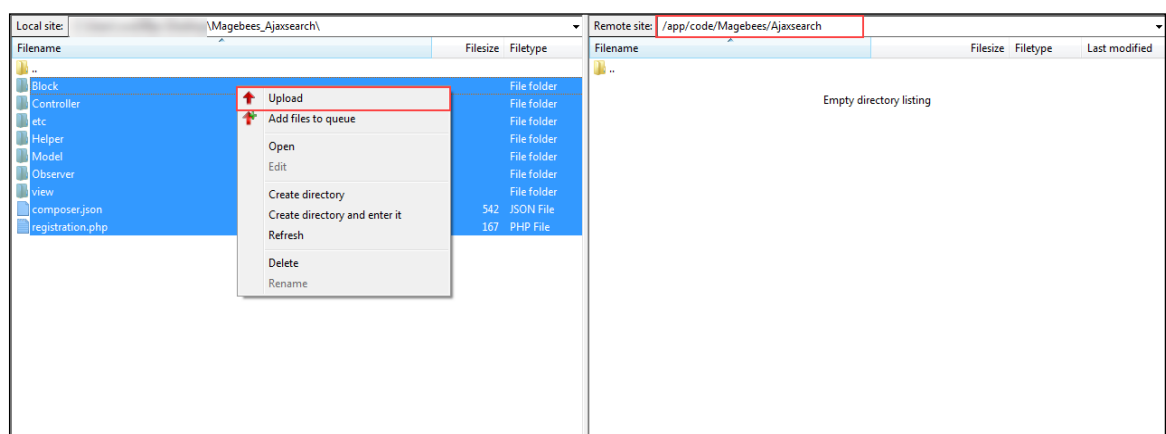 Local site: \Magebees_Ajaxsearch\
Filename Filesize Filetype
..
Block File folder
Controller File folder
etc File folder
Helper File folder
Model File folder
Observer File folder
view File folder
composer.json 542 JSON File
registration.php 167 PHP File
Upload
Add files to queue
Open
Edit
Create directory
Create directory and enter it
Refresh
Delete
Rename
Remote site: /app/code/Magebees/Ajaxsearch
Filename Filesize Filetype Last modified
..
Empty directory listing